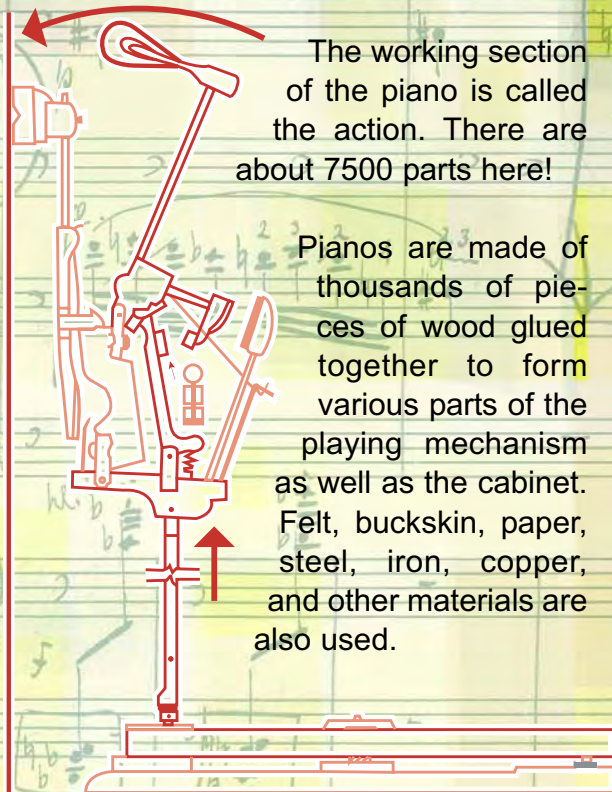 The working section
of the piano is called
the action. There are
about 7500 parts here!
Pianos are made of
thousands of pie-
ces of wood glued
together to form
various parts of the
playing mechanism
as well as the cabinet.
Felt, buckskin, paper,
steel, iron, copper,
and other materials are
also used.